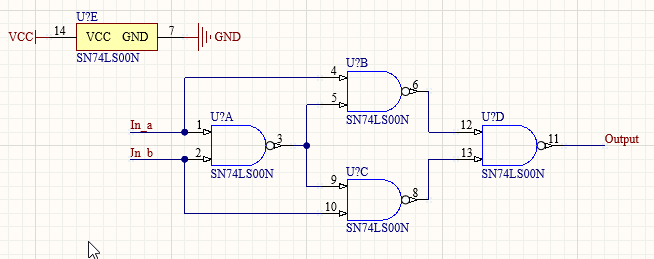 U?E
VCC 14 VCC GND 7 GND
SN74LS00N
U?B
4 6
5
SN74LS00N
In_a 1 U?A 3
In_b 2
SN74LS00N
12 U?D 11 Output
13
SN74LS00N
U?C
9 8
10
SN74LS00N